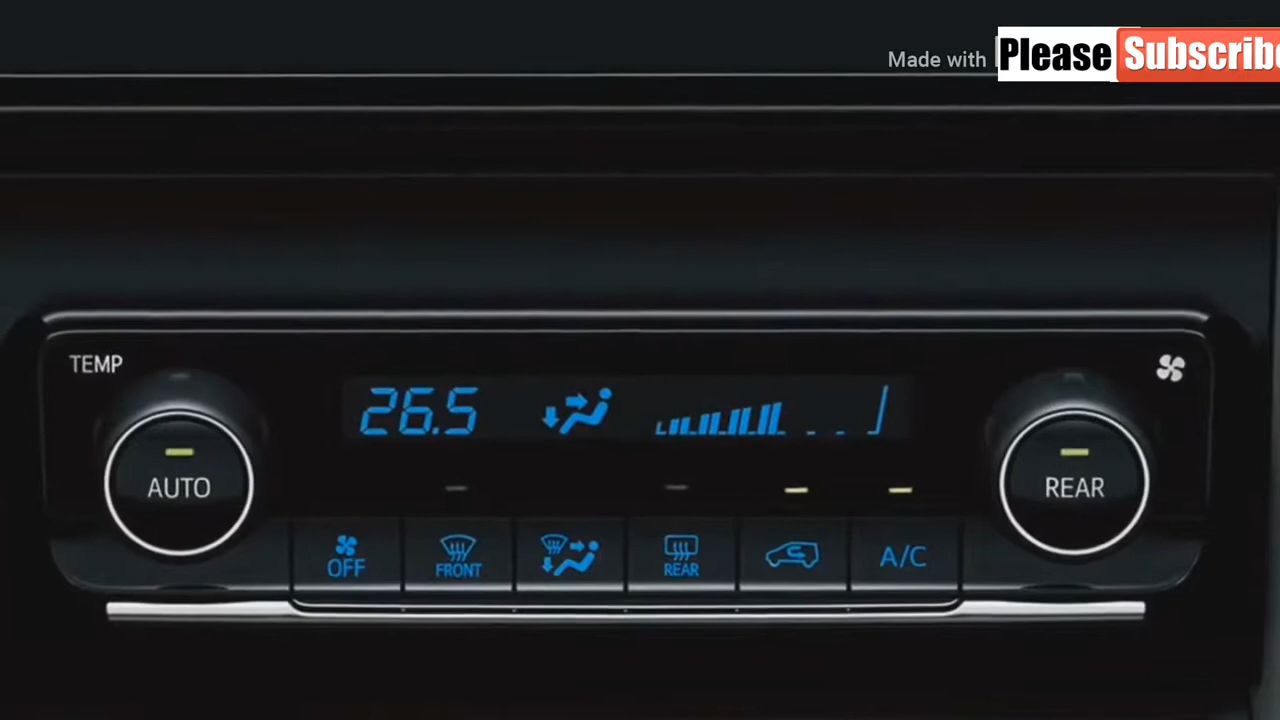 Made with
Please Subscribe
TEMP
26.5
AUTO
REAR
OFF
FRONT
REAR
A/C